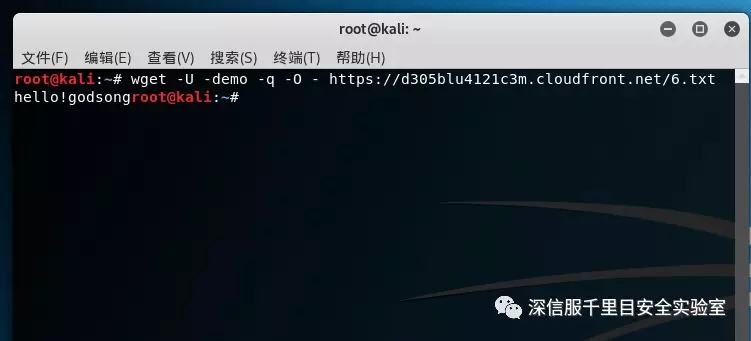 root@kali: ~
文件(F) 编辑(E) 查看(V) 搜索(S) 终端(T) 帮助(H)
root@kali:~# wget -U -demo -q -O - https://d305blu4121c3m.cloudfront.net/6.txt
hello!godsongroot@kali:~#
深信服千里目安全实验室